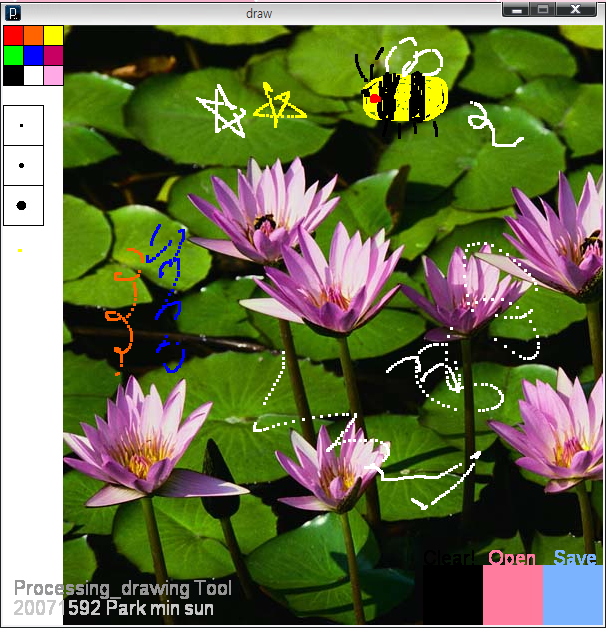 draw
Clear! Open Save
Processing_drawing Tool
20071592 Park min sun